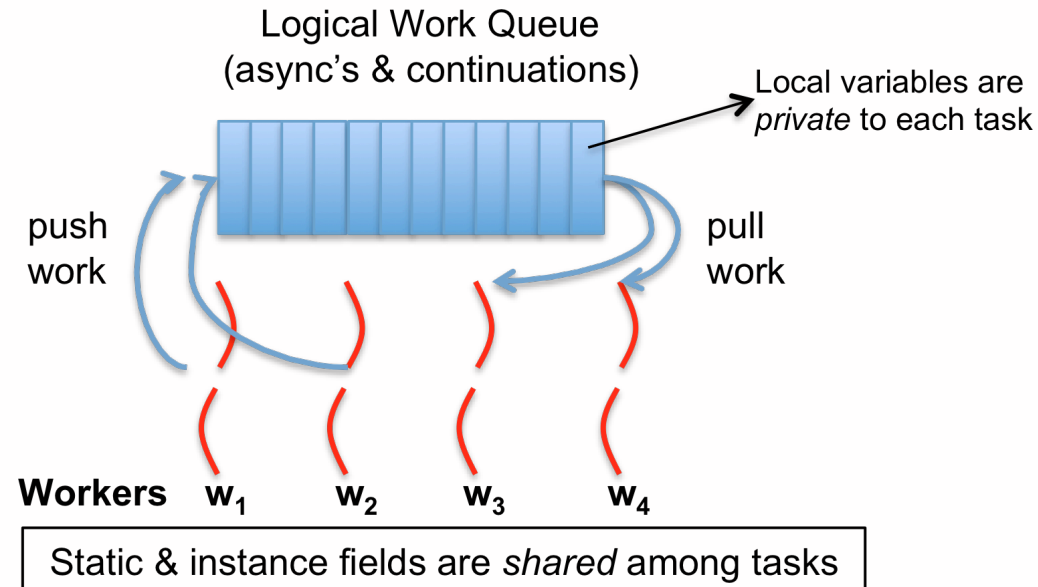 Logical Work Queue
(async's & continuations)
Local variables are
private to each task
push
work
pull
work
Workers w₁ w₂ w₃ w₄
Static & instance fields are shared among tasks